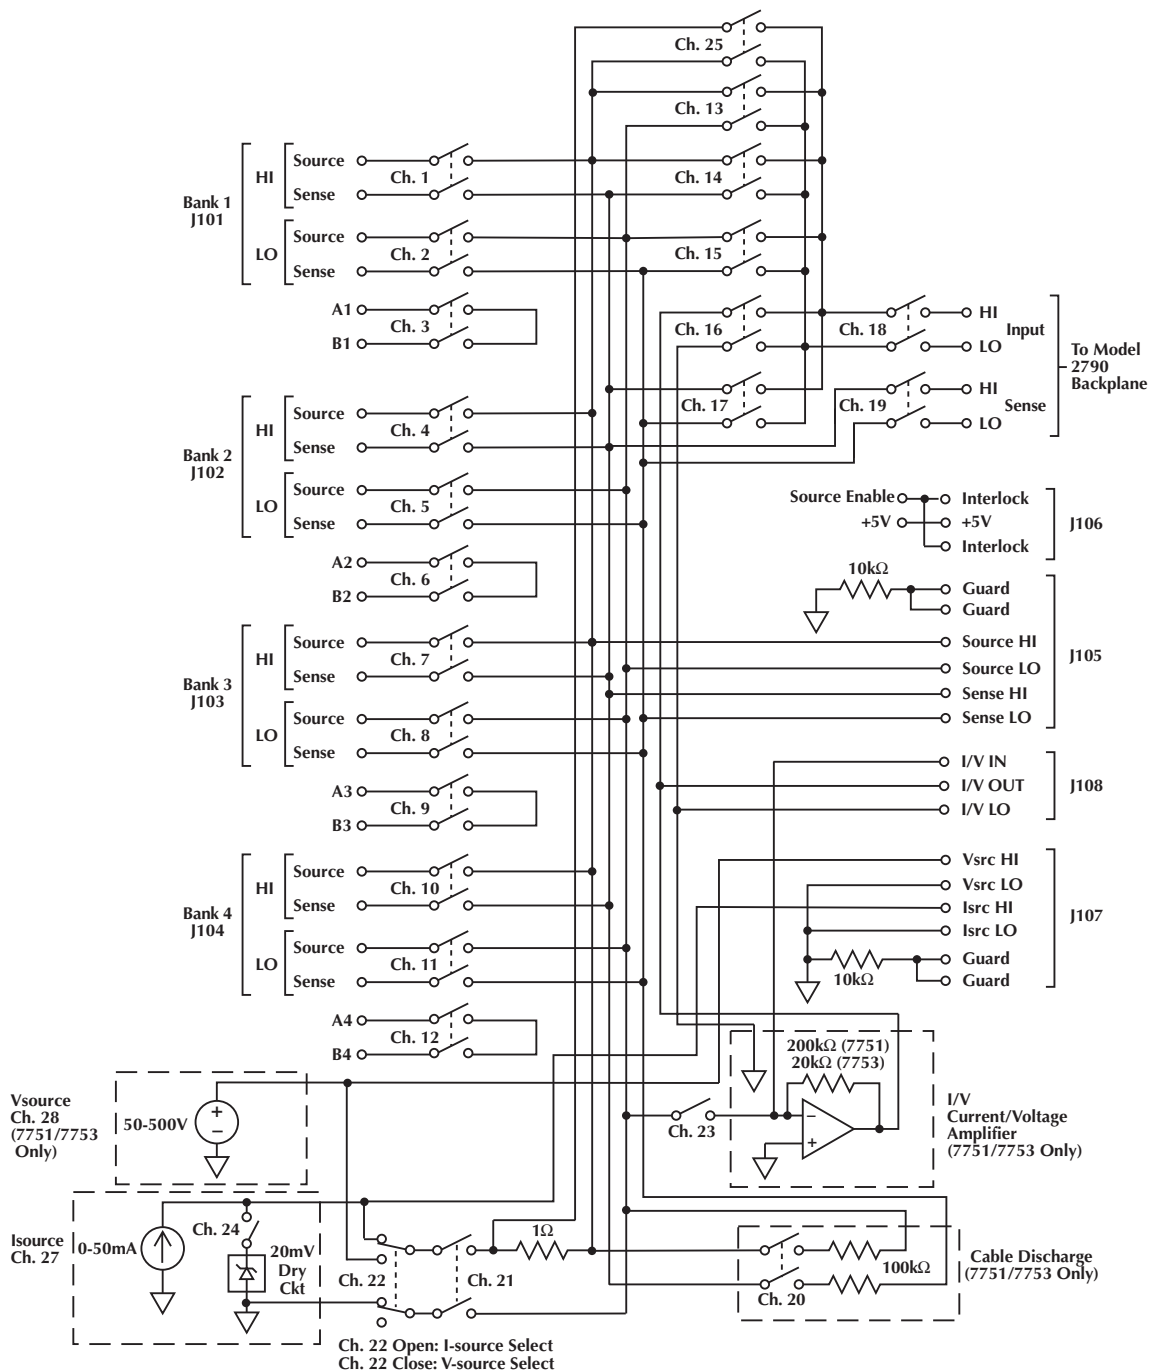 Ch. 25
Ch. 13
Bank 1
J101
HI
Source
Sense
Ch. 1
Ch. 14
LO
Source
Sense
Ch. 2
Ch. 15
A1
B1
Ch. 3
Ch. 16
Ch. 18
HI
Input
LO
To Model
2790
Backplane
Ch. 17
Ch. 19
HI
Sense
LO
Bank 2
J102
HI
Source
Sense
Ch. 4
LO
Source
Sense
Ch. 5
Source Enable
+5V
Interlock
+5V
Interlock
J106
A2
B2
Ch. 6
10kΩ
Guard
Guard
Source HI
Source LO
Sense HI
Sense LO
J105
Bank 3
J103
HI
Source
Sense
Ch. 7
LO
Source
Sense
Ch. 8
A3
B3
Ch. 9
I/V IN
I/V OUT
I/V LO
J108
Bank 4
J104
HI
Source
Sense
Ch. 10
LO
Source
Sense
Ch. 11
Vsrc HI
Vsrc LO
Isrc HI
Isrc LO
Guard
Guard
J107
10kΩ
A4
B4
Ch. 12
Vsource
Ch. 28
(7751/7753
Only)
50-500V
+
−
200kΩ (7751)
20kΩ (7753)
Ch. 23
−
+
I/V
Current/Voltage
Amplifier
(7751/7753 Only)
Isource
Ch. 27
0-50mA
Ch. 24
20mV
Dry
Ckt
Ch. 22
Ch. 21
1Ω
100kΩ
Ch. 20
Cable Discharge
(7751/7753 Only)
Ch. 22 Open: I-source Select
Ch. 22 Close: V-source Select